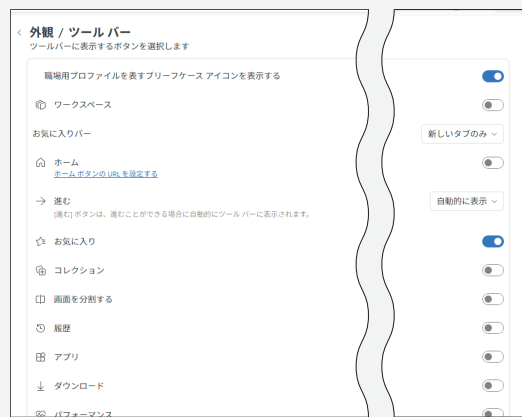 外観 / ツール バー
ツールバーに表示するボタンを選択します
職場用プロファイルを表すブリーフケース アイコンを表示する
ワークスペース
お気に入りバー
新しいタブのみ
ホーム
ホーム ボタンの URL を設定する
進む
自動的に表示
[進む] ボタンは、進むことができる場合に自動的にツール バーに表示されます。
お気に入り
コレクション
画面を分割する
履歴
アプリ
ダウンロード
パフォーマンス